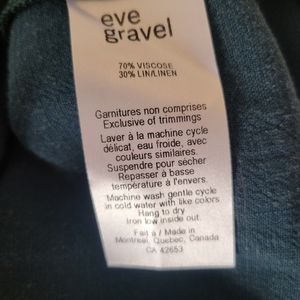 eve
gravel
70% VISCOSE
30% LIN/LINEN
Garnitures non comprises
Exclusive of trimmings
Laver à la machine cycle
délicat, eau froide, avec
couleurs similaires.
Suspendre pour sécher
Repasser à basse
température à l'envers.
Machine wash gentle cycle
in cold water with like colors
Hang to dry
Iron low inside out.
Fait à / Made in
Montreal, Quebec, Canada
CA 42653